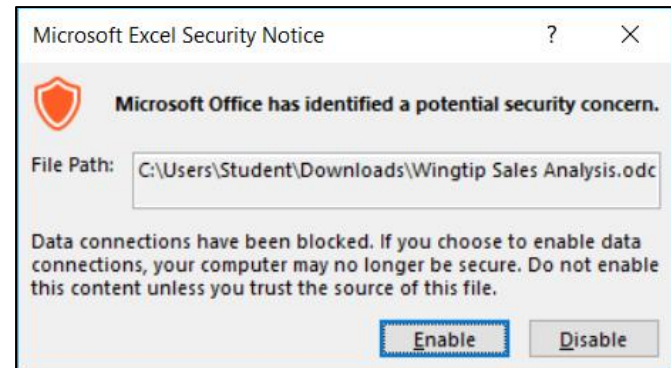 Microsoft Excel Security Notice ? X
Microsoft Office has identified a potential security concern.
File Path: C:\Users\Student\Downloads\Wingtip Sales Analysis.odc
Data connections have been blocked. If you choose to enable data
connections, your computer may no longer be secure. Do not enable
this content unless you trust the source of this file.
Enable Disable